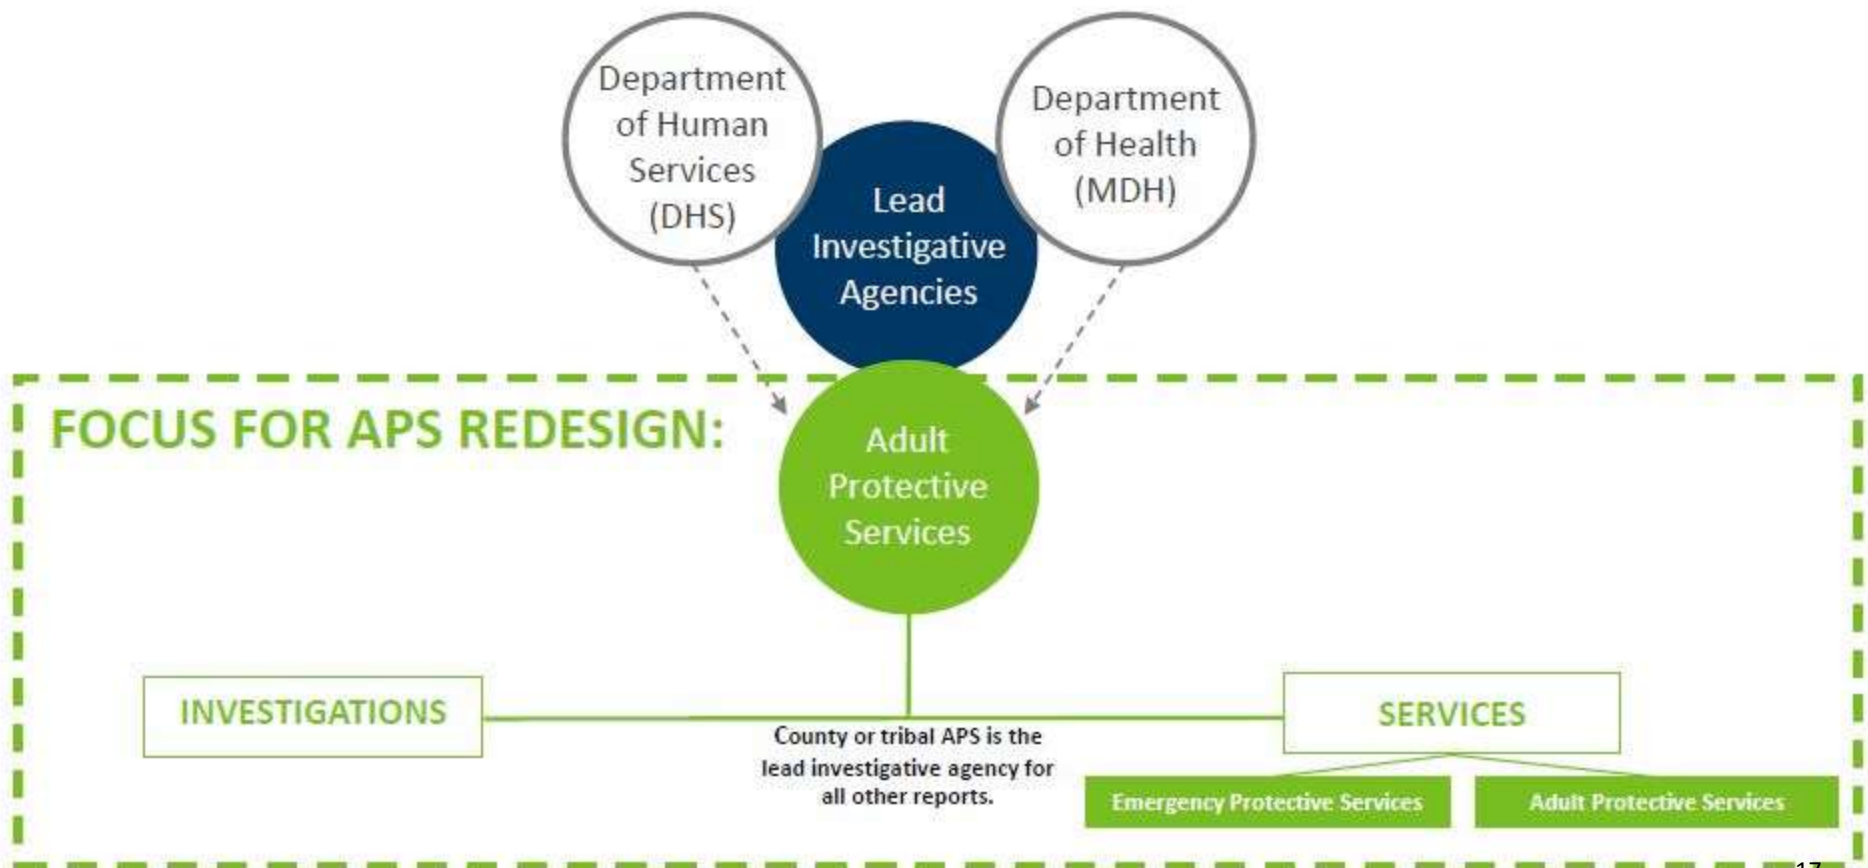 Department
of Human
Services
(DHS)
Department
of Health
(MDH)
Lead
Investigative
Agencies
FOCUS FOR APS REDESIGN:
Adult
Protective
Services
INVESTIGATIONS
SERVICES
County or tribal APS is the
lead investigative agency for
all other reports.
Emergency Protective Services
Adult Protective Services
17